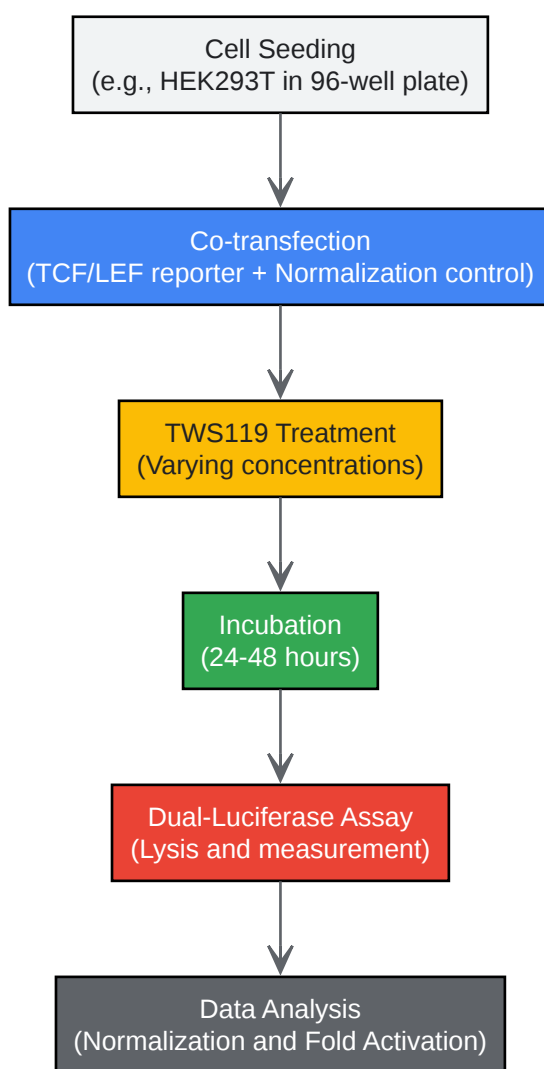 Cell Seeding
(e.g., HEK293T in 96-well plate)
Co-transfection
(TCF/LEF reporter + Normalization control)
TWS119 Treatment
(Varying concentrations)
Incubation
(24-48 hours)
Dual-Luciferase Assay
(Lysis and measurement)
Data Analysis
(Normalization and Fold Activation)